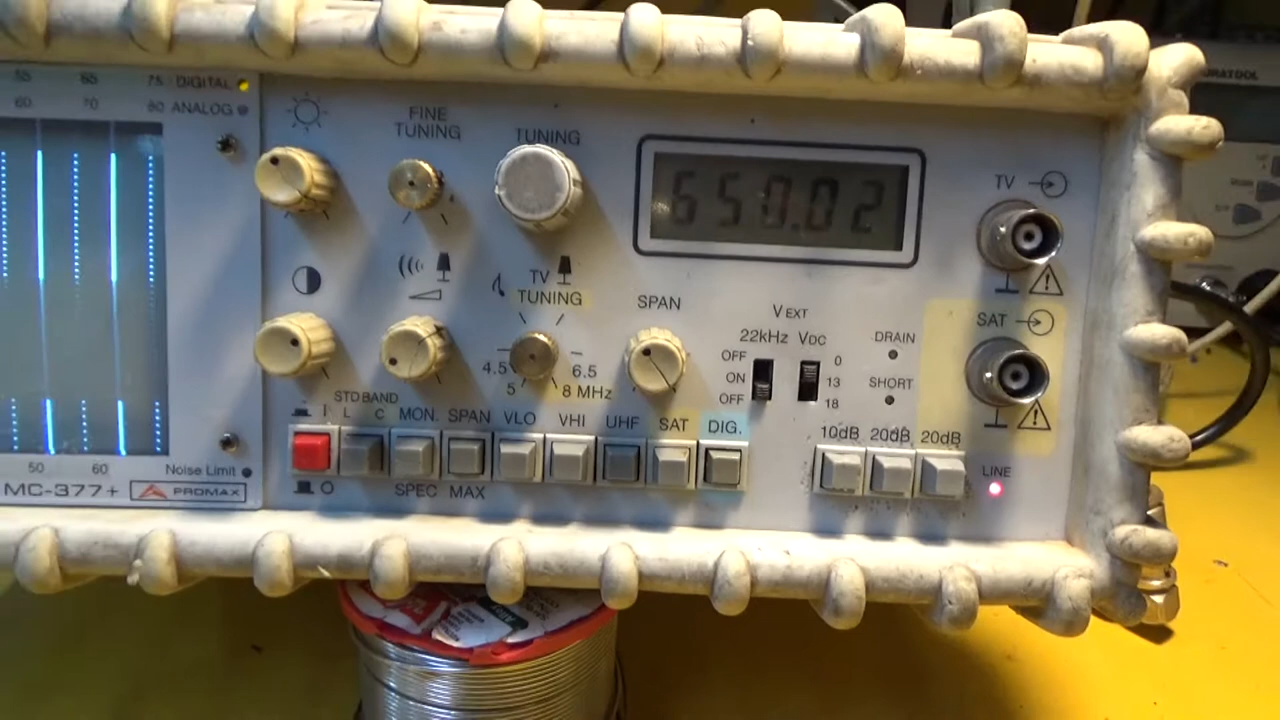 55 65 75 DIGITAL
60 70 80 ANALOG
FINE
TUNING
TUNING
650.02
TV
TV
TUNING
4.5
5
6.5
8 MHz
SPAN
VEXT
22kHz VDC
OFF
ON
OFF
0
13
18
DRAIN
SHORT
SAT
STD BAND
I L C MON. SPAN VLO VHI UHF SAT DIG.
O SPEC MAX
10dB 20dB 20dB
LINE
50 60
Noise Limit
MC-377+ PROMAX